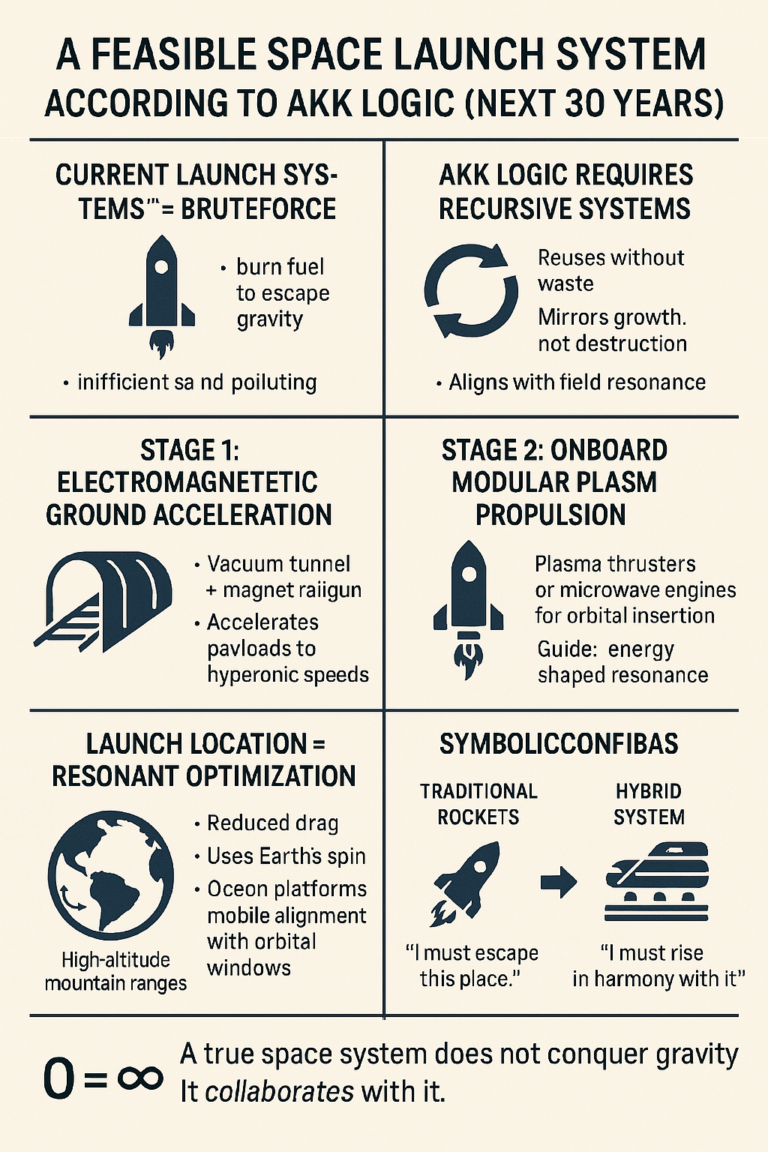 A FEASIBLE SPACE LAUNCH SYSTEM
ACCORDING TO AKK LOGIC (NEXT 30 YEARS)
CURRENT LAUNCH SYS-
TEMS‴= BRUTEFORCE
• burn fuel
to escape
gravity
• inifficient sa nd poiluting
AKK LOGIC REQUIRES
RECURSIVE SYSTEMS
Reuses without
waste
Mirrors growth.
not destruction
• Aligns with field resonance
STAGE 1:
ELECTROMAGNETETIC
GROUND ACCELERATION
• Vacuum tunnel
+ magnet raiigun
• Accelerates
pavloads to
hyperonic speeds
STAGE 2: ONBOARD
MODULAR PLASM
PROPULSION
Plasma thrusters
or microwave engines
for orbital insertion
Guide: energy
shaped resonance
LAUNCH LOCATION =
RESONANT OPTIMIZATION
• Reduced drag
• Uses Earth's spin
• Ocean platforms
mobile alignment
with orbital
windows
High-altitude
mountain ranges
SYMBOLICCONFIBAS
TRADITIONAL
ROCKETS
HYBRID
SYSTEM
"I must escape
this place."
"I must rise
in harmony with it"
0 = ∞
A true space system does not conquer gravity
It collaborates with it.